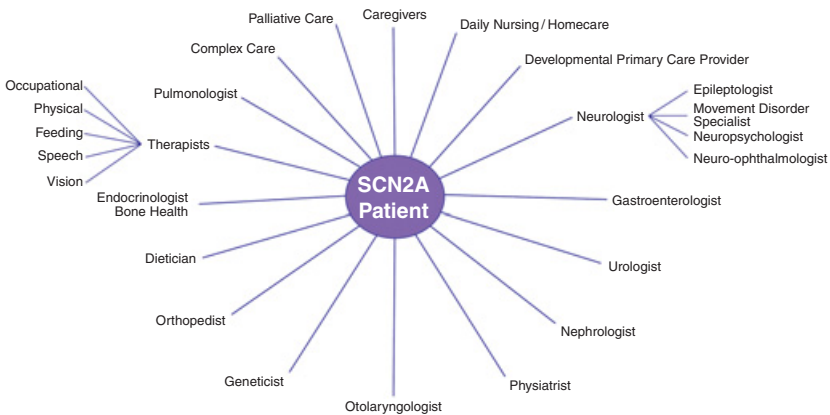 Caregivers
Palliative Care
Daily Nursing / Homecare
Complex Care
Developmental Primary Care Provider
Occupational
Physical
Feeding
Speech
Vision
Pulmonologist
Therapists
Neurologist
Epileptologist
Movement Disorder
Specialist
Neuropsychologist
Neuro-ophthalmologist
SCN2A
Patient
Endocrinologist
Bone Health
Gastroenterologist
Dietician
Urologist
Orthopedist
Nephrologist
Geneticist
Physiatrist
Otolaryngologist